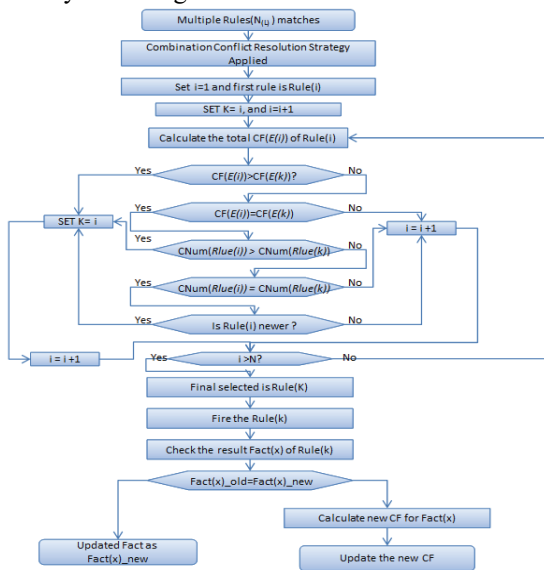 Multiple Rules(N(L)) matches
Combination Conflict Resolution Strategy
Applied
Set i=1 and first rule is Rule(i)
SET K= i, and i=i+1
Calculate the total CF(E(i)) of Rule(i)
Yes
CF(E(i))>CF(E(k)?
No
Yes
CF(E(i))=CF(E(k))
No
SET K= i
i = i +1
Yes
CNum(Rlue(i)) > CNum(Rlue(k))
No
Yes
CNum(Rlue(i)) = CNum(Rlue(k))
No
Yes
Is Rule(i) newer ?
No
i = i +1
Yes
i >N?
No
Final selected is Rule(K)
Fire the Rule(k)
Check the result Fact(x) of Rule(k)
Fact(x)_old=Fact(x)_new
Calculate new CF for Fact(x)
Updated Fact as
Fact(x)_new
Update the new CF